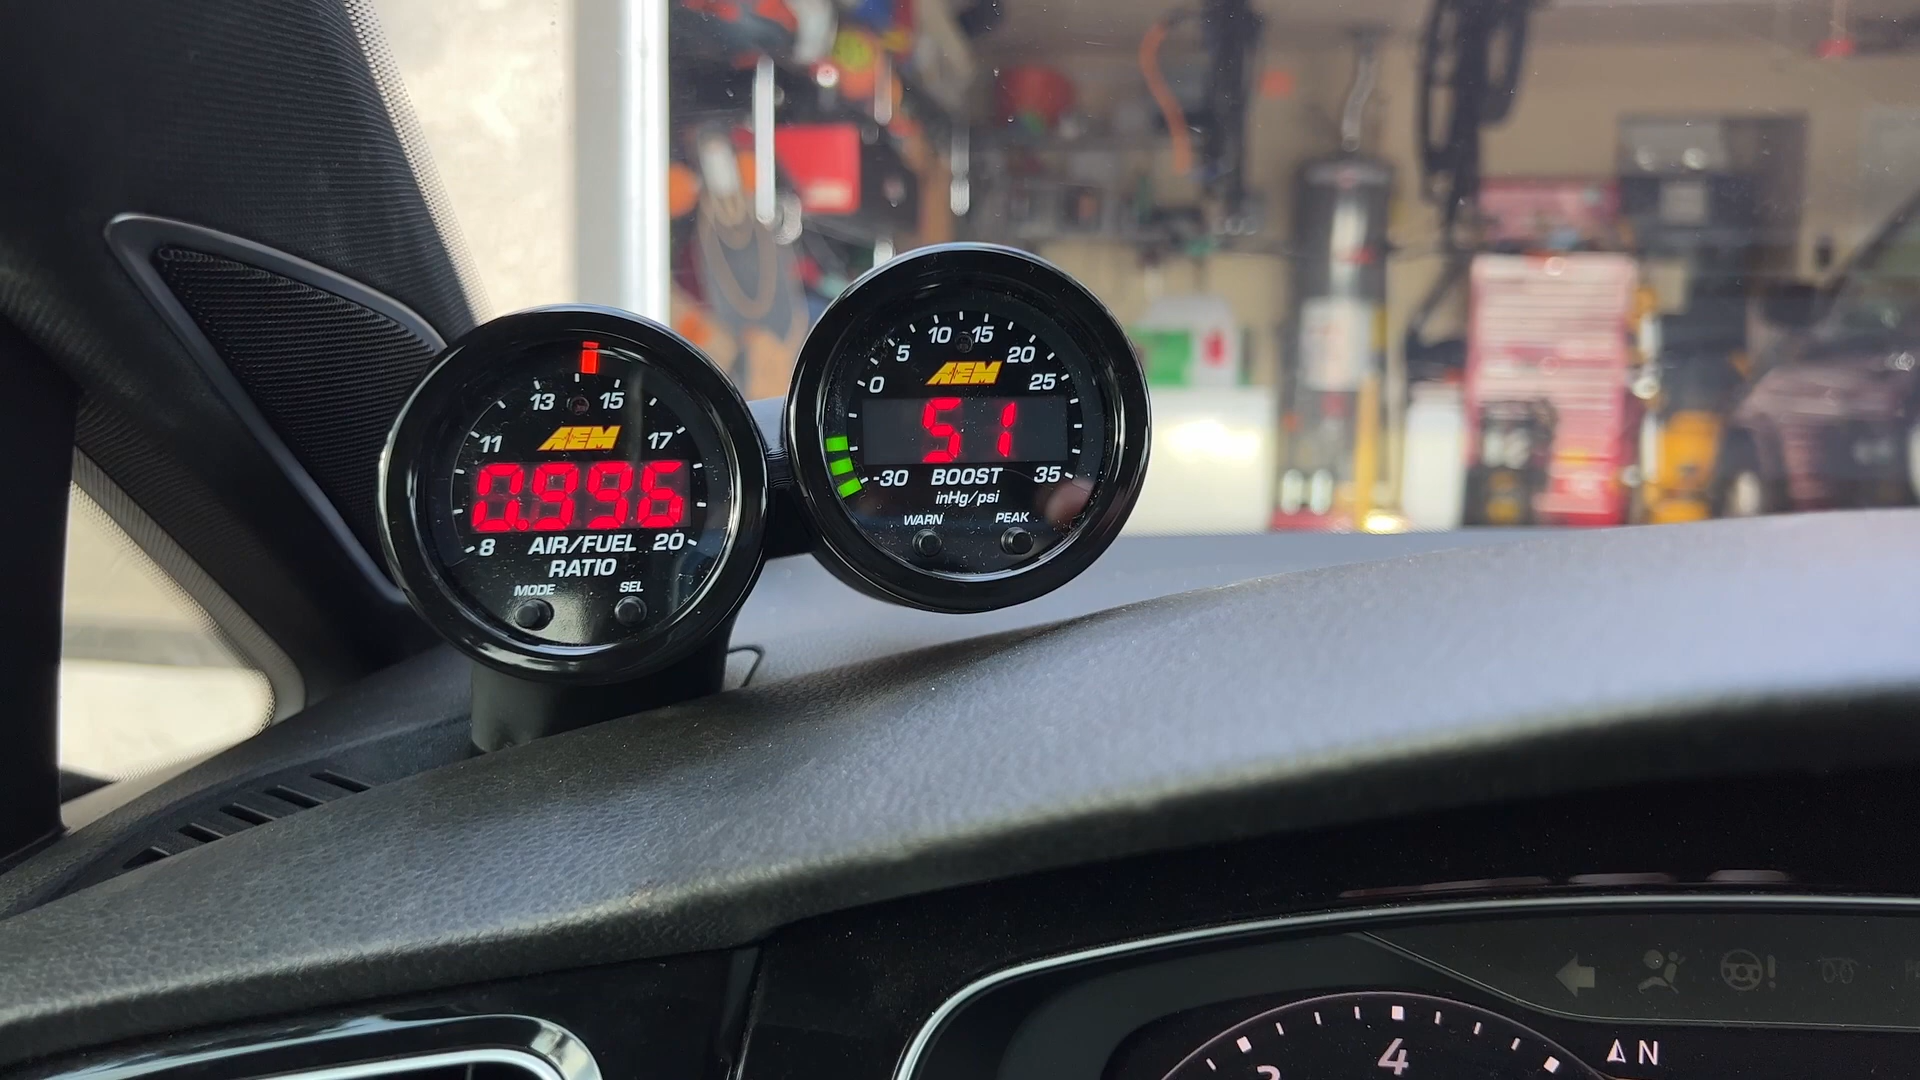 13 15
11 AEM 17
0.996
8 AIR/FUEL 20
RATIO
MODE SEL
10 15
5 20
0 AEM 25
51
-30 BOOST 35
inHg/psi
WARN PEAK
4
N